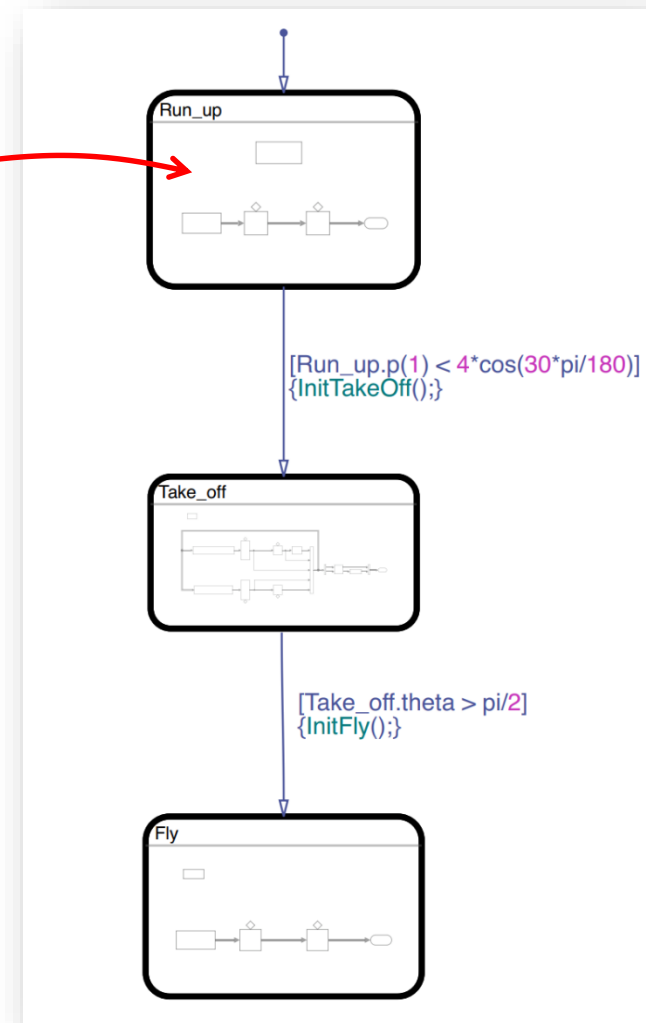 Run_up
[Run_up.p(1) < 4*cos(30*pi/180)]
{InitTakeOff();}
Take_off
[Take_off.theta > pi/2]
{InitFly();}
Fly